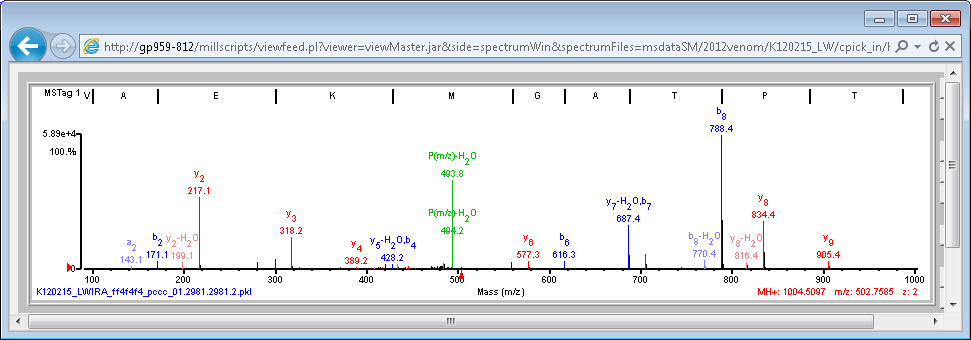 http://gp959-812/millscripts/viewfeed.pl?viewer=viewMaster.jar&side=spectrumWin&spectrumFiles=msdataSM/2012venom/K120215_LW/cpick_in/
MSTag 1 V A E K M G A T P T
b8
5.89e+4 788.4
100.%
P(m/z)-H2O
493.8
y2
217.1
y7-H2O,b7
687.4
y8
834.4
y3
318.2
P(m/z)-H2O
494.2
a2
143.1
b2
171.1
y2-H2O
199.1
y4
389.2
y5-H2O,b4
428.2
y6
577.3
b6
616.3
b8-H2O
770.4
y8-H2O
816.4
y9
905.4
0
100 200 300 400 500 600 700 800 900 1000
K120215_LWIRA_ff4f4f4_pccc_01.2981.2981.2.pkl Mass (m/z) MH+: 1004.5097 m/z: 502.7585 z: 2